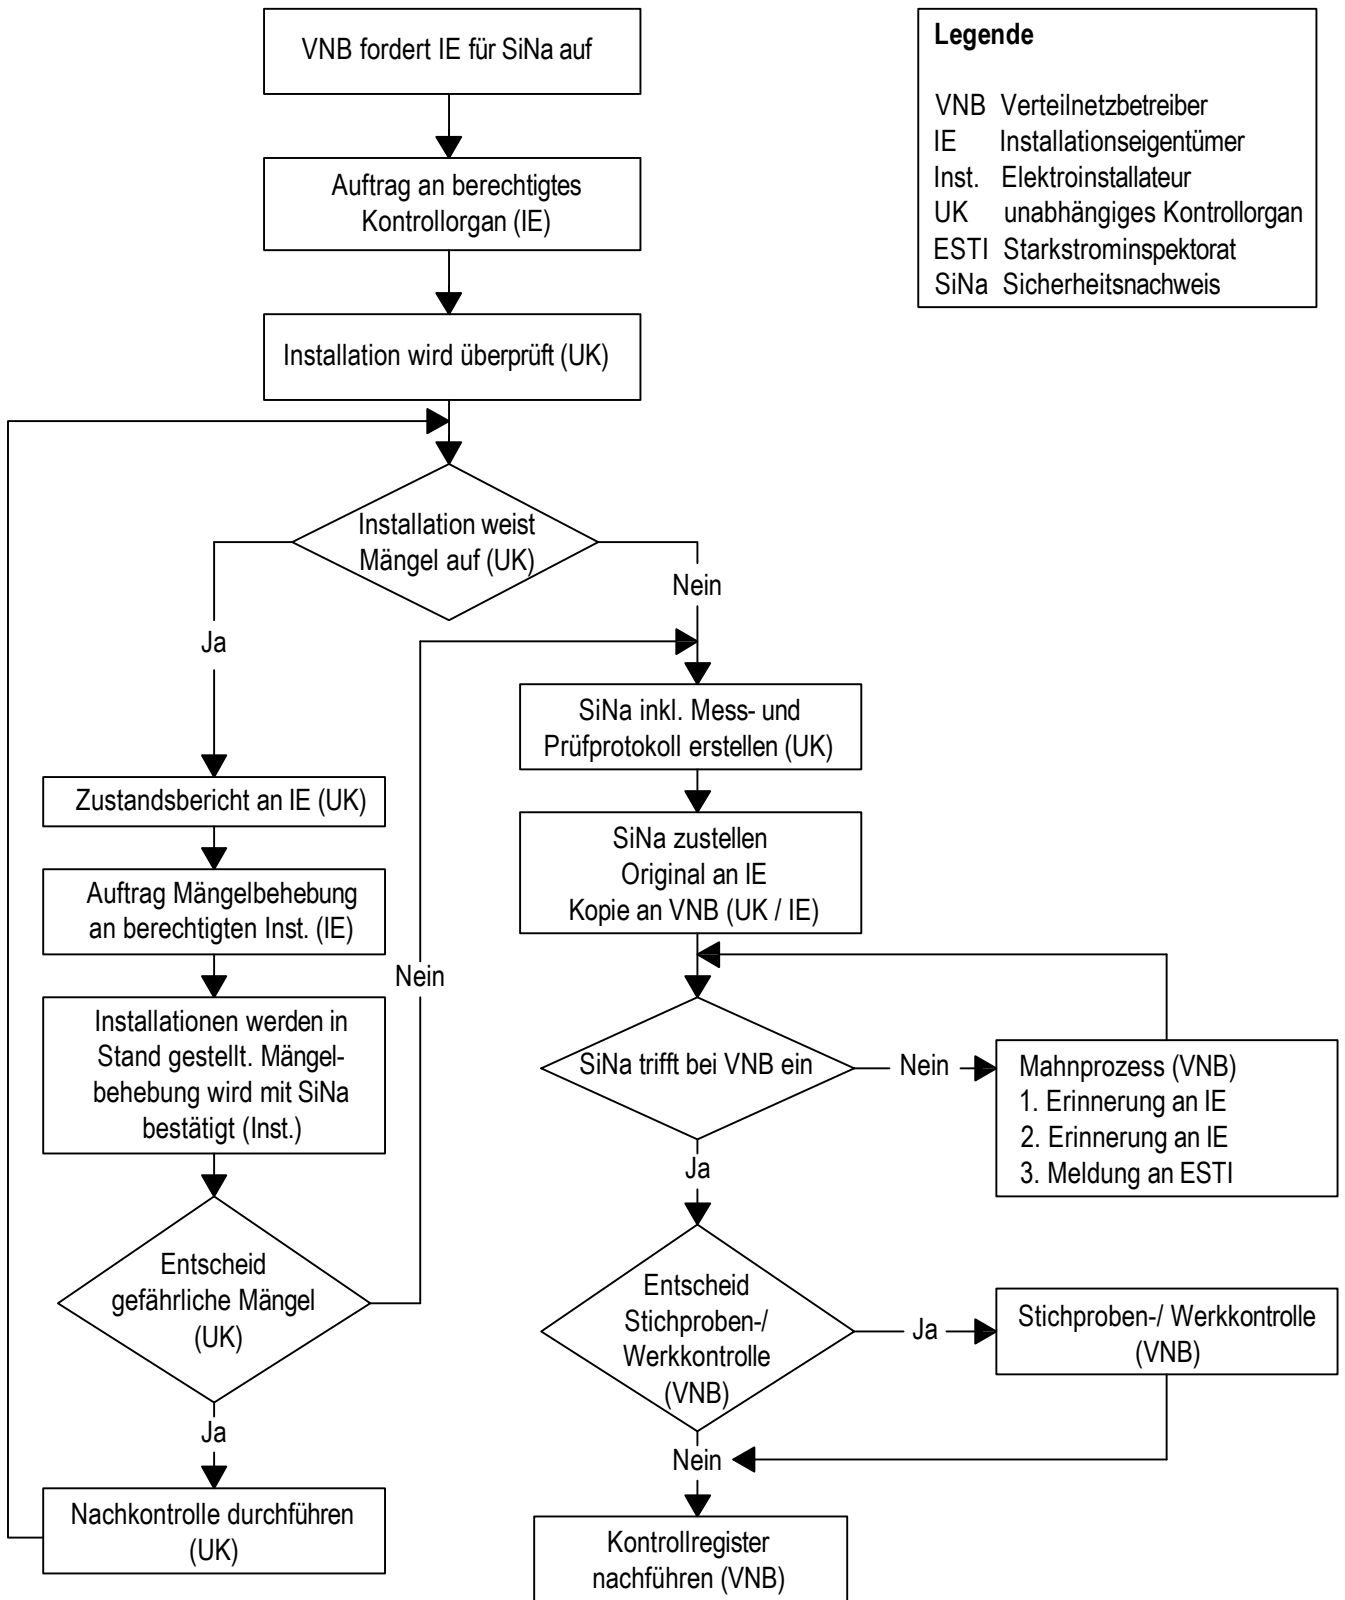 VNB fordert IE für SiNa auf
Legende
VNB Verteilnetzbetreiber
IE Installationseigentümer
Inst. Elektroinstallateur
UK unabhängiges Kontrollorgan
ESTI Starkstrominspektorat
SiNa Sicherheitsnachweis
Auftrag an berechtigtes
Kontrollorgan (IE)
Installation wird überprüft (UK)
Installation weist
Mängel auf (UK)
Ja
Nein
Zustandsbericht an IE (UK)
Auftrag Mängelbehebung
an berechtigten Inst. (IE)
Installationen werden in
Stand gestellt. Mängel-
behebung wird mit SiNa
bestätigt (Inst.)
Entscheid
gefährliche Mängel
(UK)
Nein
Ja
Nachkontrolle durchführen
(UK)
SiNa inkl. Mess- und
Prüfprotokoll erstellen (UK)
SiNa zustellen
Original an IE
Kopie an VNB (UK / IE)
SiNa trifft bei VNB ein
Nein
Mahnprozess (VNB)
1. Erinnerung an IE
2. Erinnerung an IE
3. Meldung an ESTI
Ja
Entscheid
Stichproben-/
Werkkontrolle
(VNB)
Ja
Stichproben-/ Werkkontrolle
(VNB)
Nein
Kontrollregister
nachführen (VNB)